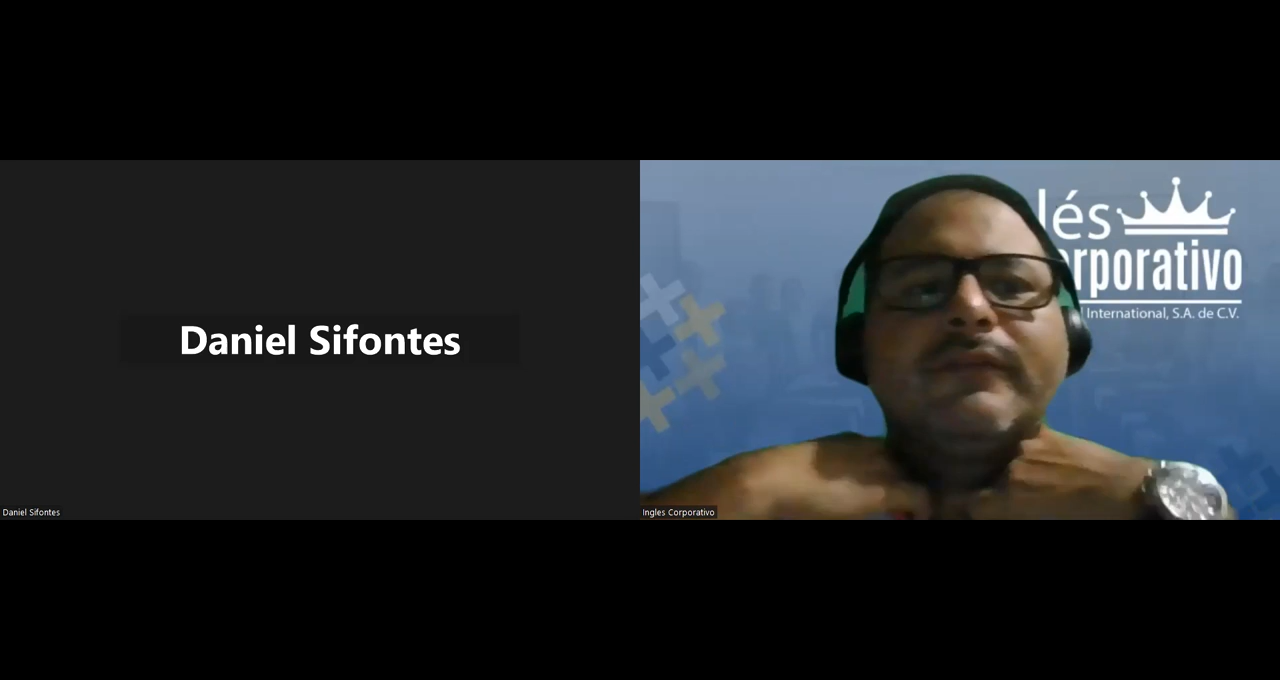 Daniel Sifontes
lés
rporativo
International, S.A. de C.V.
Daniel Sifontes
Ingles Corporativo